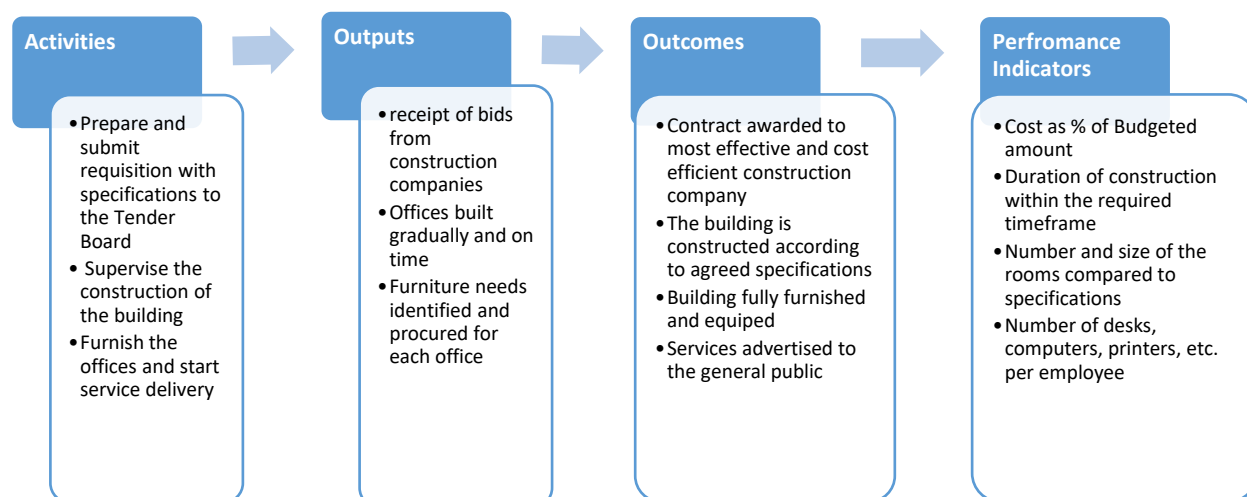 Activities
• Prepare and
submit
requisition with
specifications to
the Tender
Board
• Supervise the
construction of
the building
• Furnish the
offices and start
service delivery
Outputs
• receipt of bids
from
construction
companies
• Offices built
gradually and on
time
• Furniture needs
identified and
procured for
each office
Outcomes
• Contract awarded to
most effective and cost
efficient construction
company
• The building is
constructed according
to agreed specifications
• Building fully furnished
and equiped
• Services advertised to
the general public
Perfromance
Indicators
• Cost as % of Budgeted
amount
• Duration of construction
within the required
timeframe
• Number and size of the
rooms compared to
specifications
• Number of desks,
computers, printers, etc.
per employee